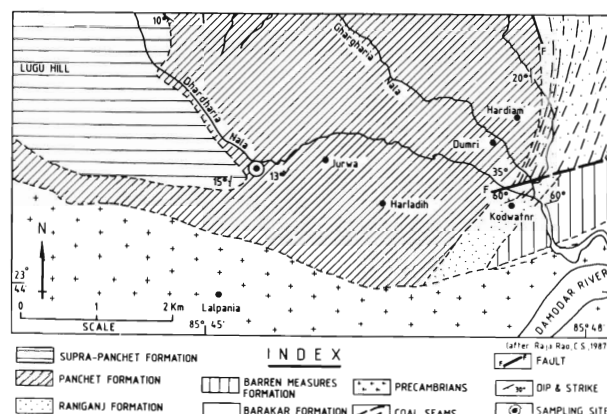 10°
F
LUGU HILL
Gharghania
Nala
20°
Dhardharia
Nala
Hardiam
Dumri
15°
13°
Jurwa
35°
F
60°
60°
Harladih
Kodwatnr
N
23°
44
0 1 2 Km
SCALE
Lalpania
85° 45'
85° 48'
DAMODAR RIVER
(after Raja Rao, C.S., 1987
INDEX
SUPRA-PANCHET FORMATION
PANCHET FORMATION
RANIGANJ FORMATION
BARREN MEASURES
FORMATION
BARAKAR FORMATION
PRECAMBRIANS
COAL SEAMS
F FAULT
30° DIP & STRIKE
SAMPLING SITE